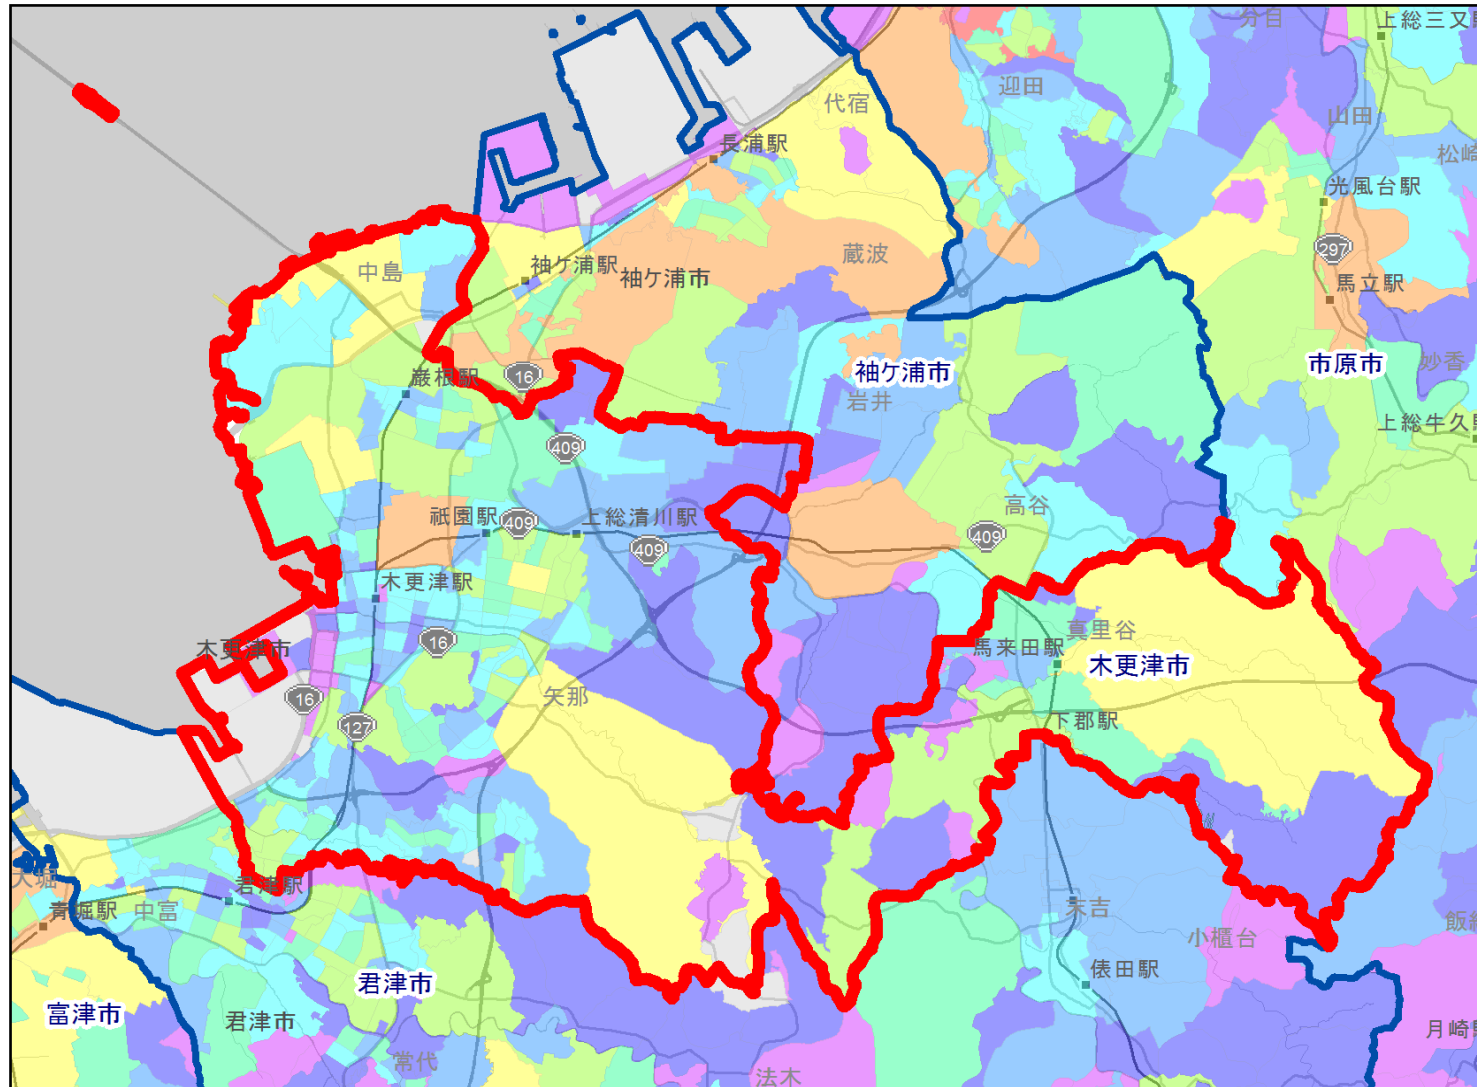 分目
上総三又
代宿
迎田
山田
長浦駅
松崎
光風台駅
蔵波
297
中島
袖ケ浦駅
袖ケ浦市
馬立駅
袖ケ浦市
市原市
妙香
16
巌根駅
岩井
上総牛久駅
409
高谷
祇園駅
409
上総清川駅
409
409
木更津駅
真里谷
16
木更津市
馬来田駅
木更津市
矢那
16
127
下郡駅
大堀
君津駅
中富
青堀駅
末吉
飯給
小櫃台
俵田駅
君津市
富津市
君津市
月崎駅
常代
法木